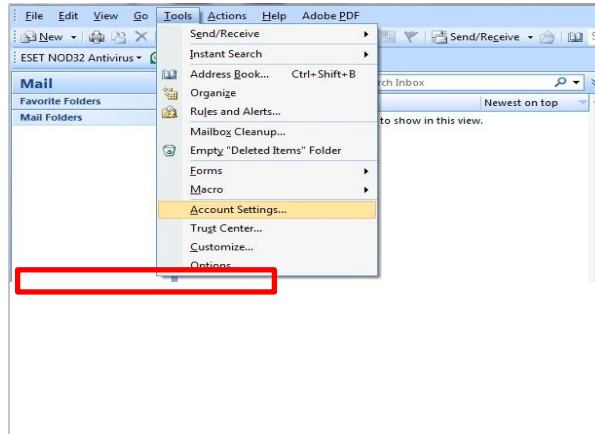 File Edit View Go Tools Actions Help Adobe PDF
New Send/Receive
ESET NOD32 Antivirus
Mail
Favorite Folders
Mail Folders
Send/Receive
Instant Search
Address Book... Ctrl+Shift+B
Organize
Rules and Alerts...
Mailbox Cleanup...
Empty "Deleted Items" Folder
Forms
Macro
Account Settings...
Trust Center...
Customize...
Options...
rch Inbox
Newest on top
to show in this view.